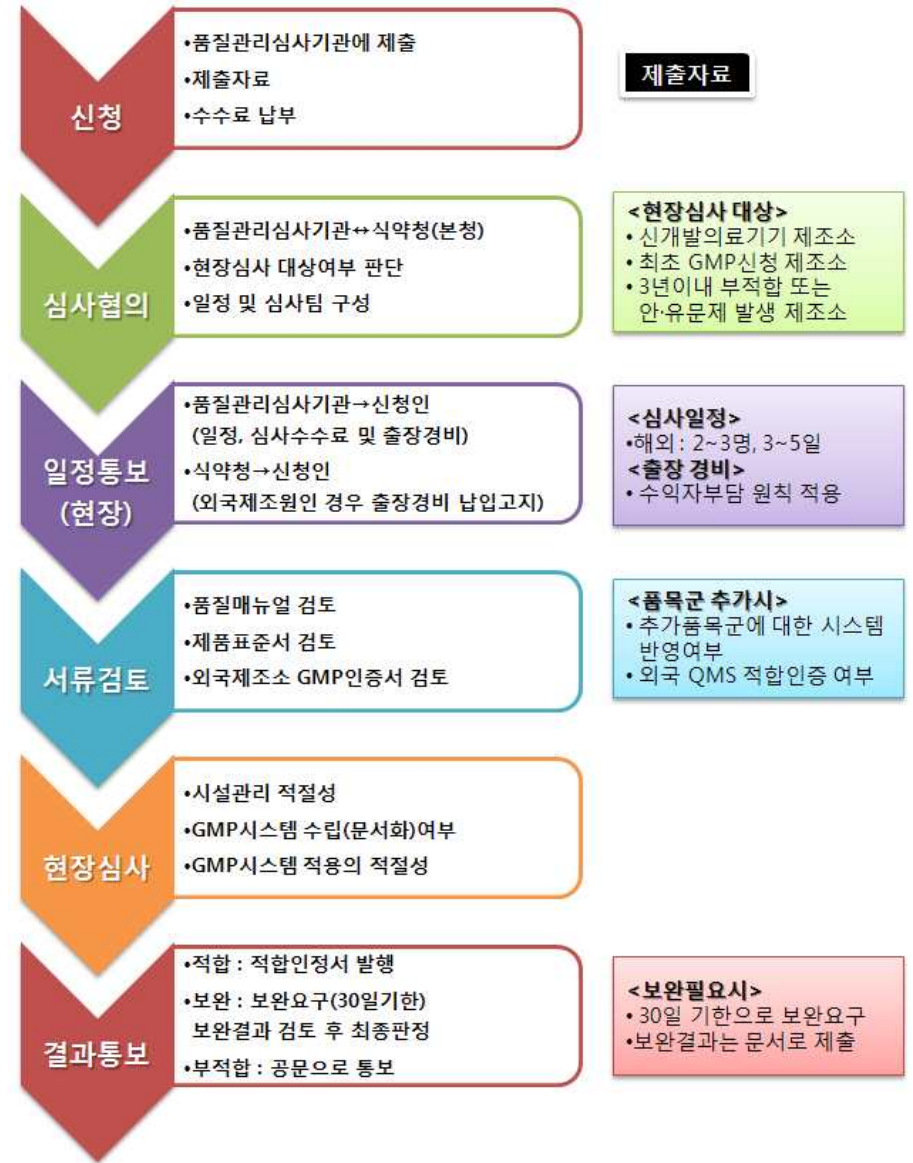 신청
•품질관리심사기관에 제출
•제출자료
•수수료 납부
제출자료
심사협의
•품질관리심사기관↔식약청(본청)
•현장심사 대상여부 판단
•일정 및 심사팀 구성
<현장심사 대상>
• 신개발의료기기 제조소
• 최초 GMP신청 제조소
• 3년이내 부적합 또는
안·유문제 발생 제조소
일정통보
(현장)
•품질관리심사기관→신청인
(일정, 심사수수료 및 출장경비)
•식약청→신청인
(외국제조원인 경우 출장경비 납입고지)
<심사일정>
•해외 : 2~3명, 3~5일
<출장 경비>
• 수익자부담 원칙 적용
서류검토
•품질매뉴얼 검토
•제품표준서 검토
•외국제조소 GMP인증서 검토
<품목군 추가시>
• 추가품목군에 대한 시스템
반영여부
• 외국 QMS 적합인증 여부
현장심사
•시설관리 적절성
•GMP시스템 수립(문서화)여부
•GMP시스템 적용의 적절성
결과통보
•적합 : 적합인정서 발행
•보완 : 보완요구(30일기한)
보완결과 검토 후 최종판정
•부적합 : 공문으로 통보
<보완필요시>
• 30일 기한으로 보완요구
•보완결과는 문서로 제출